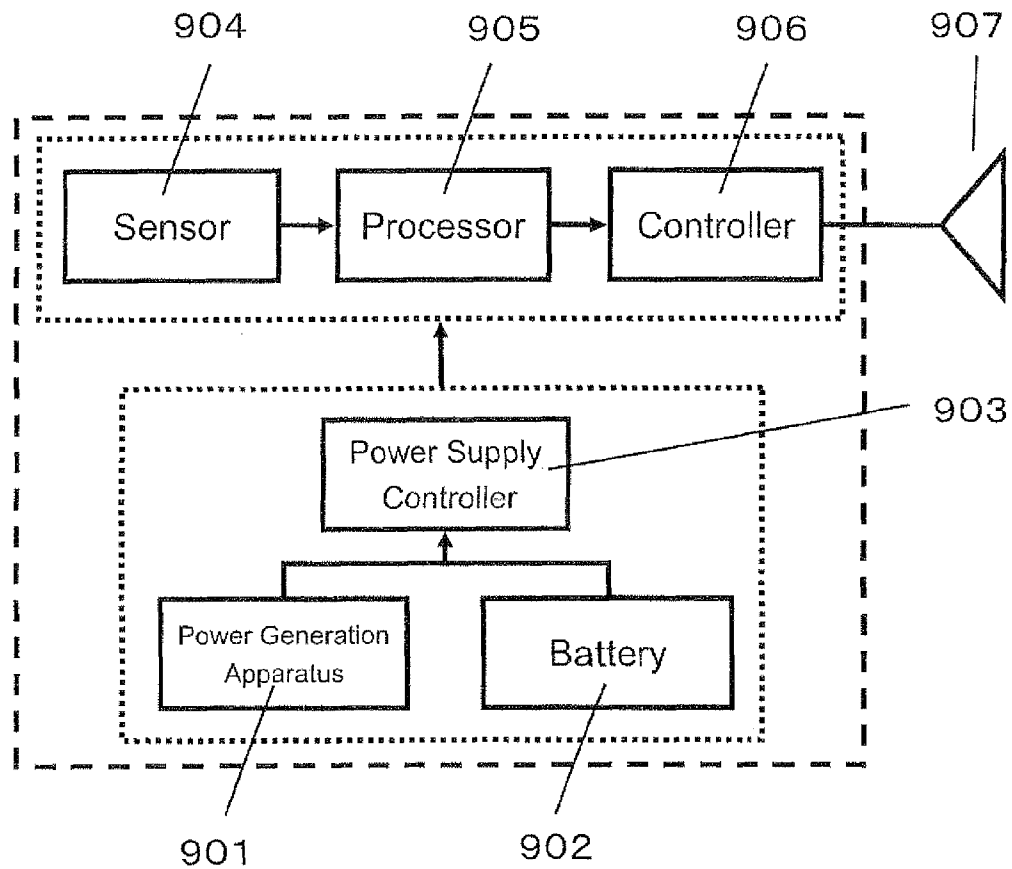 904
905
906
907
Sensor
Processor
Controller
903
Power Supply
Controller
Power Generation
Apparatus
Battery
901
902